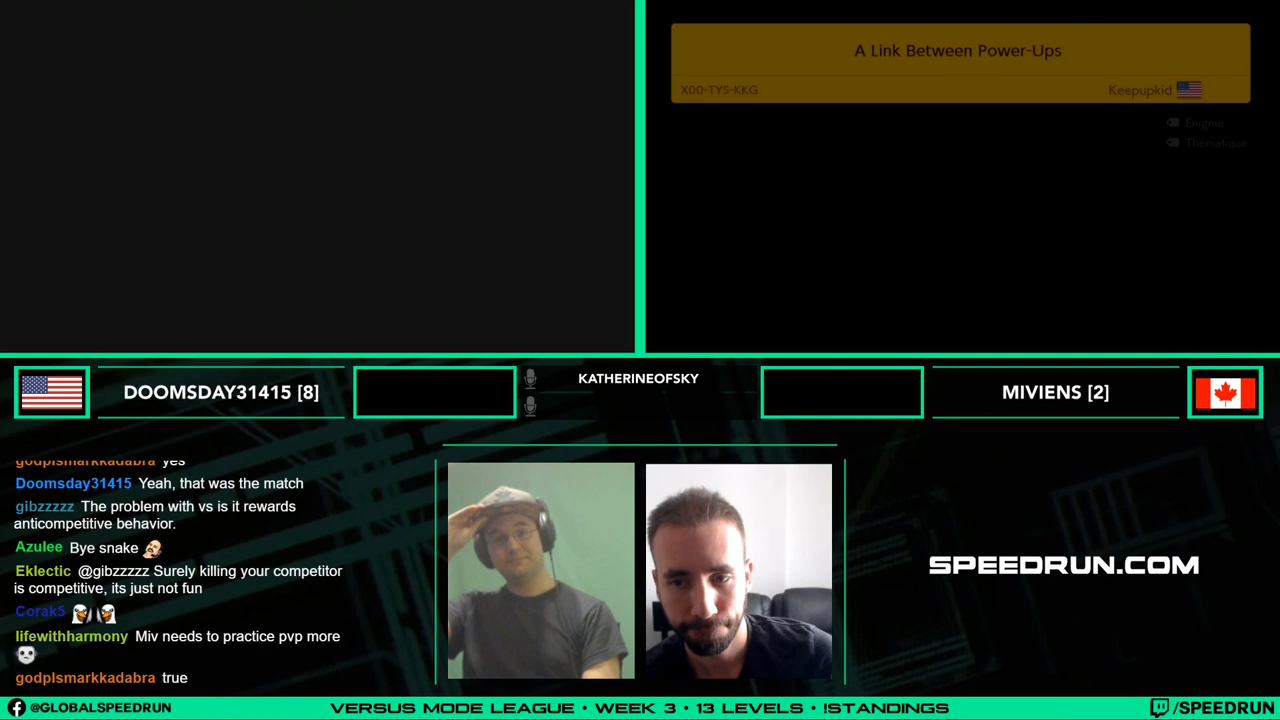 A Link Between Power-Ups
X00-TYS-KKG
Keepupkid
Énigme
Thématique
DOOMSDAY31415 [8]
KATHERINEOFSKY
MIVIENS [2]
godplsmarkkadabra yes
Doomsday31415 Yeah, that was the match
gibzzzzz The problem with vs is it rewards
anticompetitive behavior.
Azulee Bye snake
Eklectic @gibzzzzz Surely killing your competitor
is competitive, its just not fun
Corak5
lifewithharmony Miv needs to practice pvp more
godplsmarkkadabra true
SPEEDRUN.COM
@GLOBALSPEEDRUN
VERSUS MODE LEAGUE • WEEK 3 • 13 LEVELS • !STANDINGS
/SPEEDRUN